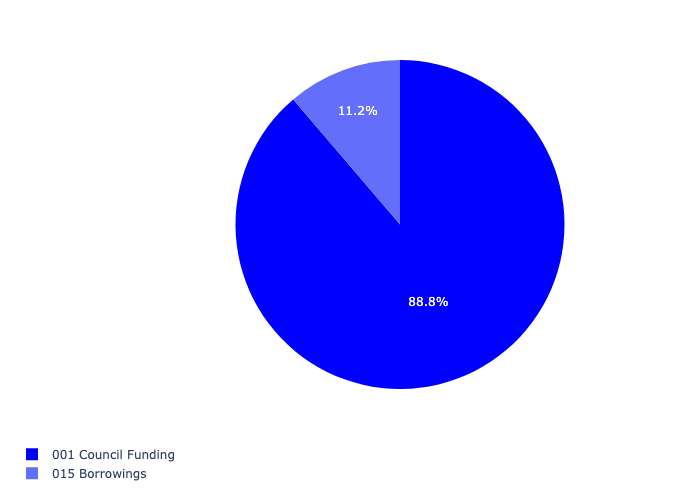 11.2%
88.8%
001 Council Funding
015 Borrowings